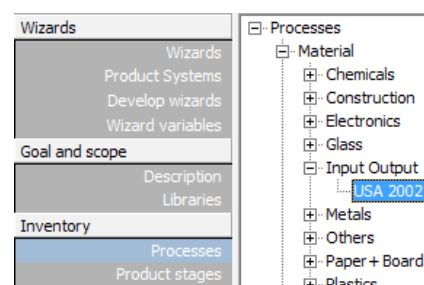 Wizards
Wizards
Product Systems
Develop wizards
Wizard variables
Goal and scope
Description
Libraries
Inventory
Processes
Product stages
Processes
Material
Chemicals
Construction
Electronics
Glass
Input Output
USA 2002
Metals
Others
Paper + Board
Plastics